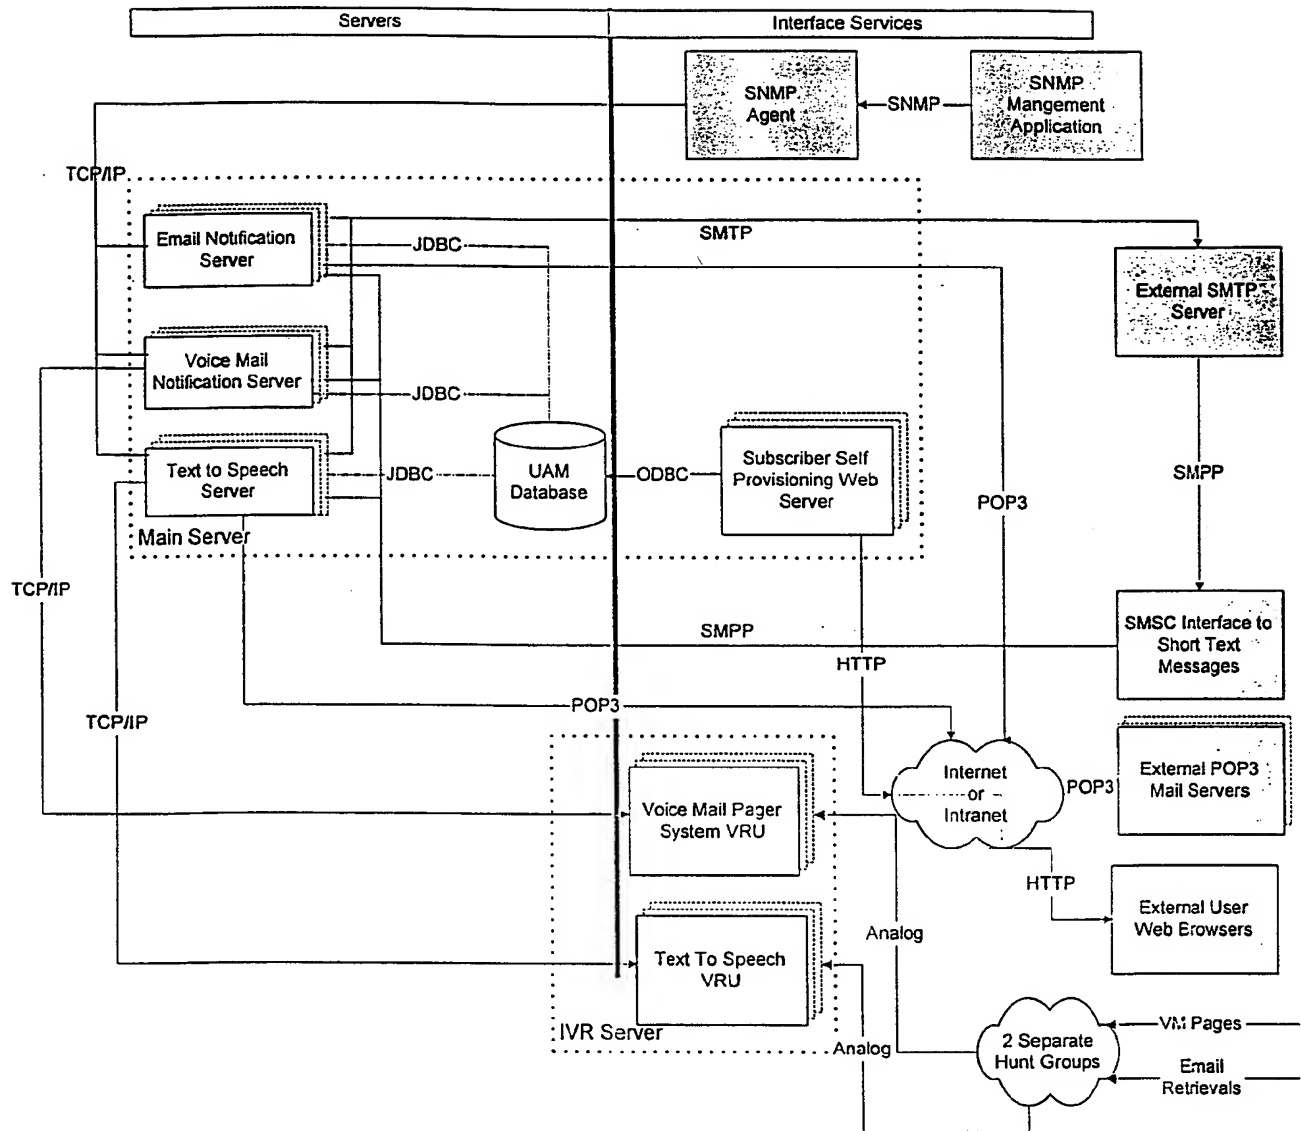 Servers
Interface Services
SNMP
Agent
SNMP
SNMP
Mangement
Application
TCP/IP
Email Notification
Server
JDBC
SMTP
External SMTP
Server
Voice Mail
Notification Server
JDBC
Text to Speech
Server
JDBC
UAM
Database
ODBC
Subscriber Self
Provisioning Web
Server
POP3
SMPP
Main Server
TCP/IP
SMPP
SMSC Interface to
Short Text
Messages
HTTP
TCP/IP
POP3
Voice Mail Pager
System VRU
Internet
or
Intranet
POP3
External POP3
Mail Servers
HTTP
External User
Web Browsers
Analog
Text To Speech
VRU
IVR Server
Analog
2 Separate
Hunt Groups
VM Pages
Email
Retrievals